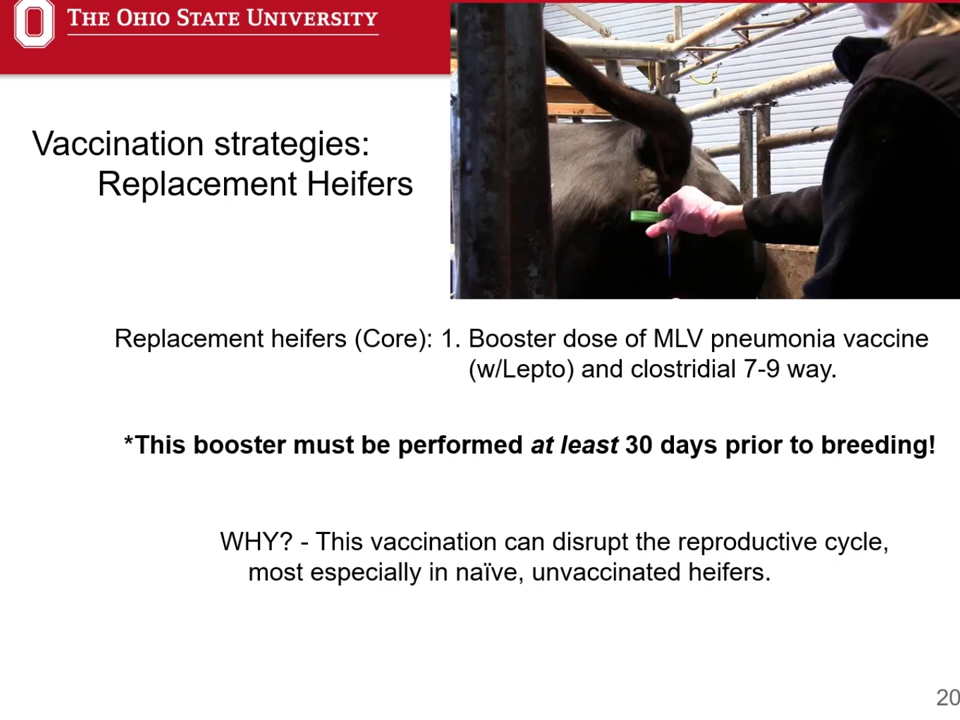 THE OHIO STATE UNIVERSITY
Vaccination strategies:
Replacement Heifers
Replacement heifers (Core): 1. Booster dose of MLV pneumonia vaccine
(w/Lepto) and clostridial 7-9 way.
*This booster must be performed at least 30 days prior to breeding!
WHY? - This vaccination can disrupt the reproductive cycle,
most especially in naïve, unvaccinated heifers.
20